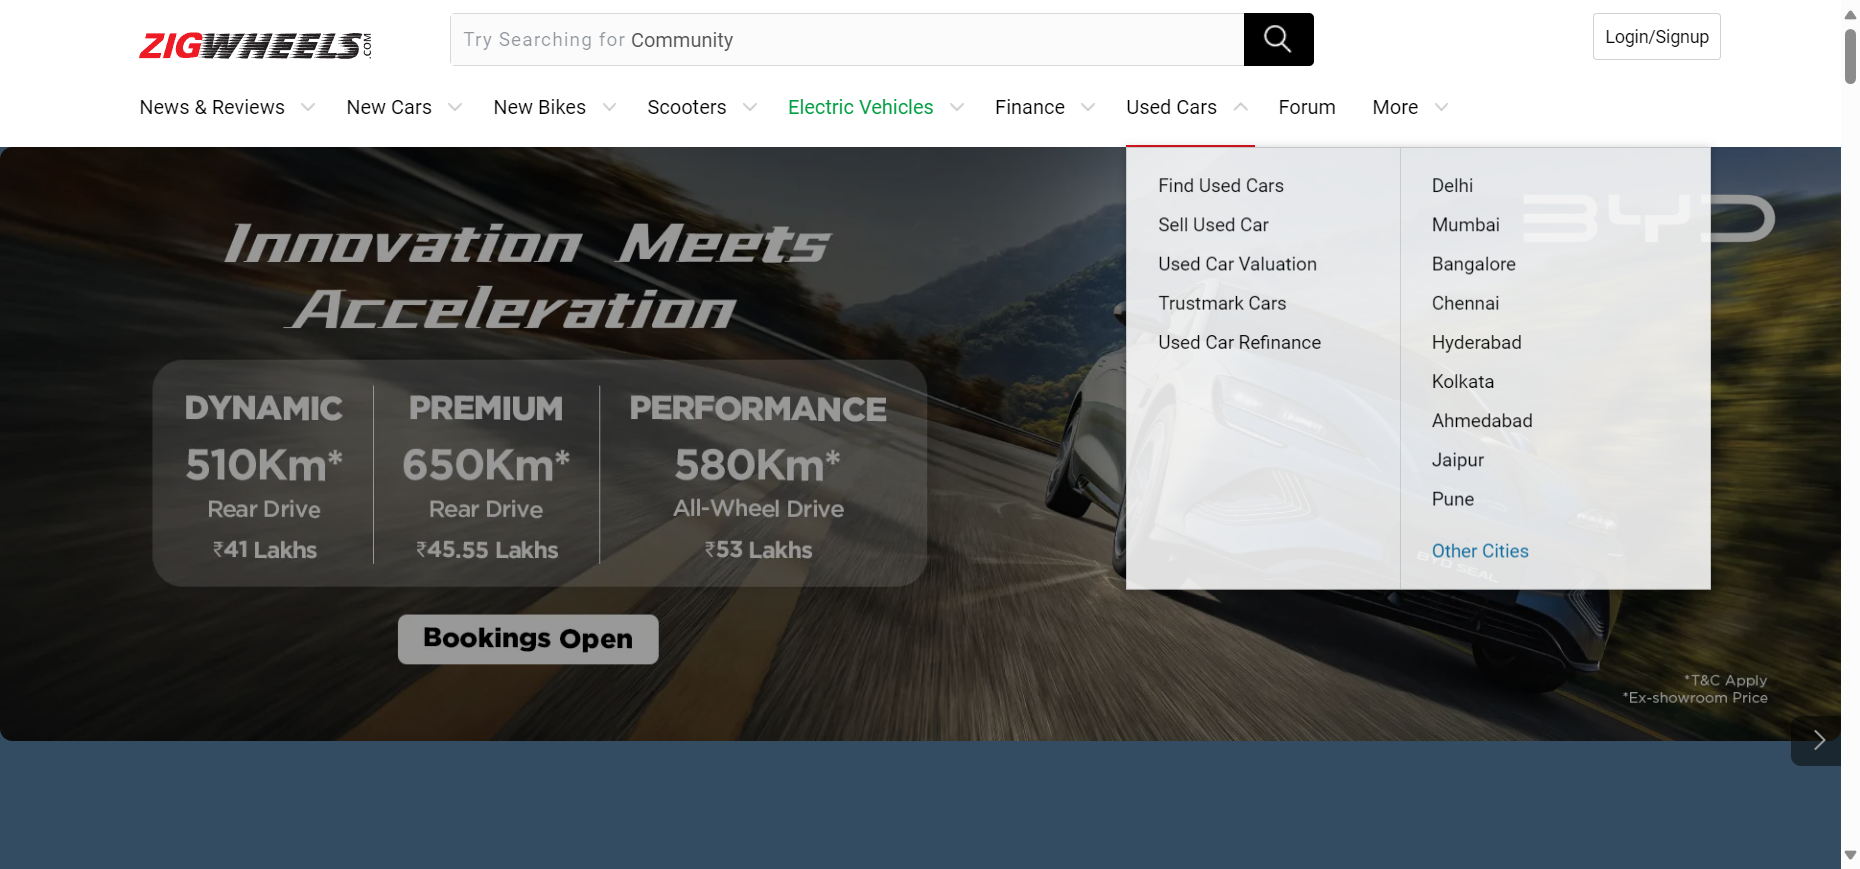 ZIGWHEELS.COM
Try Searching for Community
Login/Signup
News & Reviews
New Cars
New Bikes
Scooters
Electric Vehicles
Finance
Used Cars
Forum
More
Find Used Cars
Sell Used Car
Used Car Valuation
Trustmark Cars
Used Car Refinance
Delhi
Mumbai
Bangalore
Chennai
Hyderabad
Kolkata
Ahmedabad
Jaipur
Pune
Other Cities
BYD
Innovation Meets
Acceleration
DYNAMIC
510Km*
Rear Drive
₹41 Lakhs
PREMIUM
650Km*
Rear Drive
₹45.55 Lakhs
PERFORMANCE
580Km*
All-Wheel Drive
₹53 Lakhs
Bookings Open
BYD SEAL
*T&C Apply
*Ex-showroom Price